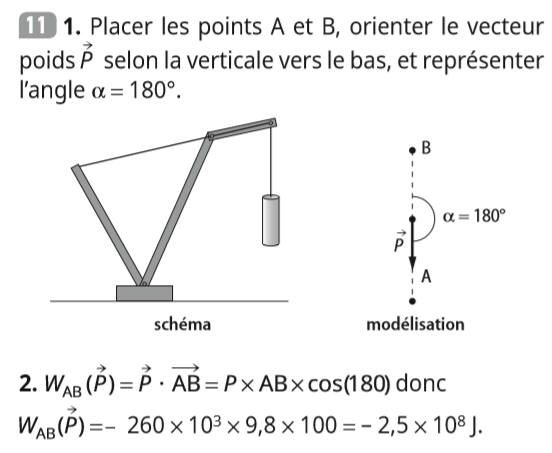 11 1. Placer les points A et B, orienter le vecteur
poids P⃗ selon la verticale vers le bas, et représenter
l'angle α = 180°.
B
α = 180°
P⃗
A
schéma
modélisation
2. W_AB (P⃗) = P⃗ · AB⃗ = P × AB × cos(180) donc
W_AB(P⃗) = – 260 × 10³ × 9,8 × 100 = – 2,5 × 10⁸ J.